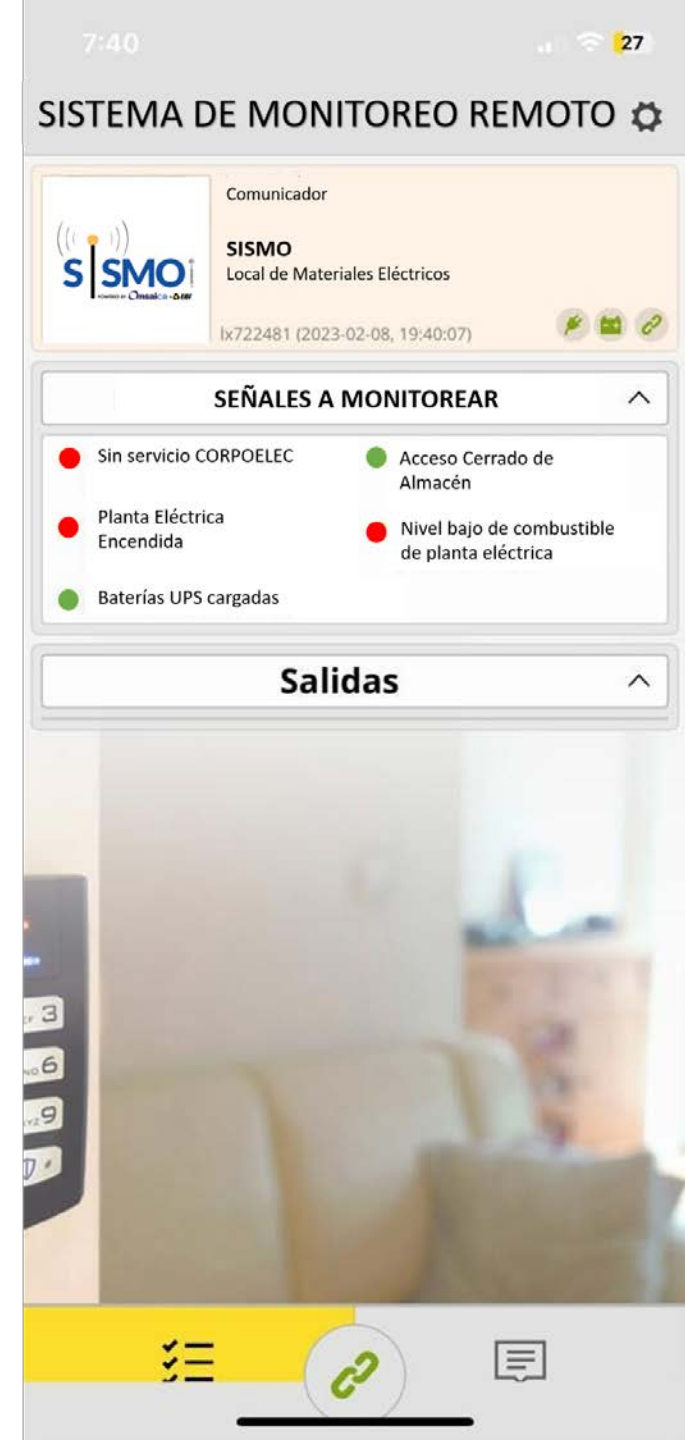 7:40
27
SISTEMA DE MONITOREO REMOTO
SISMO
POWERED BY
Comunicador
SISMO
Local de Materiales Eléctricos
lx722481 (2023-02-08, 19:40:07)
SEÑALES A MONITOREAR
Sin servicio CORPOELEC
Planta Eléctrica
Encendida
Baterías UPS cargadas
Acceso Cerrado de
Almacén
Nivel bajo de combustible
de planta eléctrica
Salidas
3
6
9